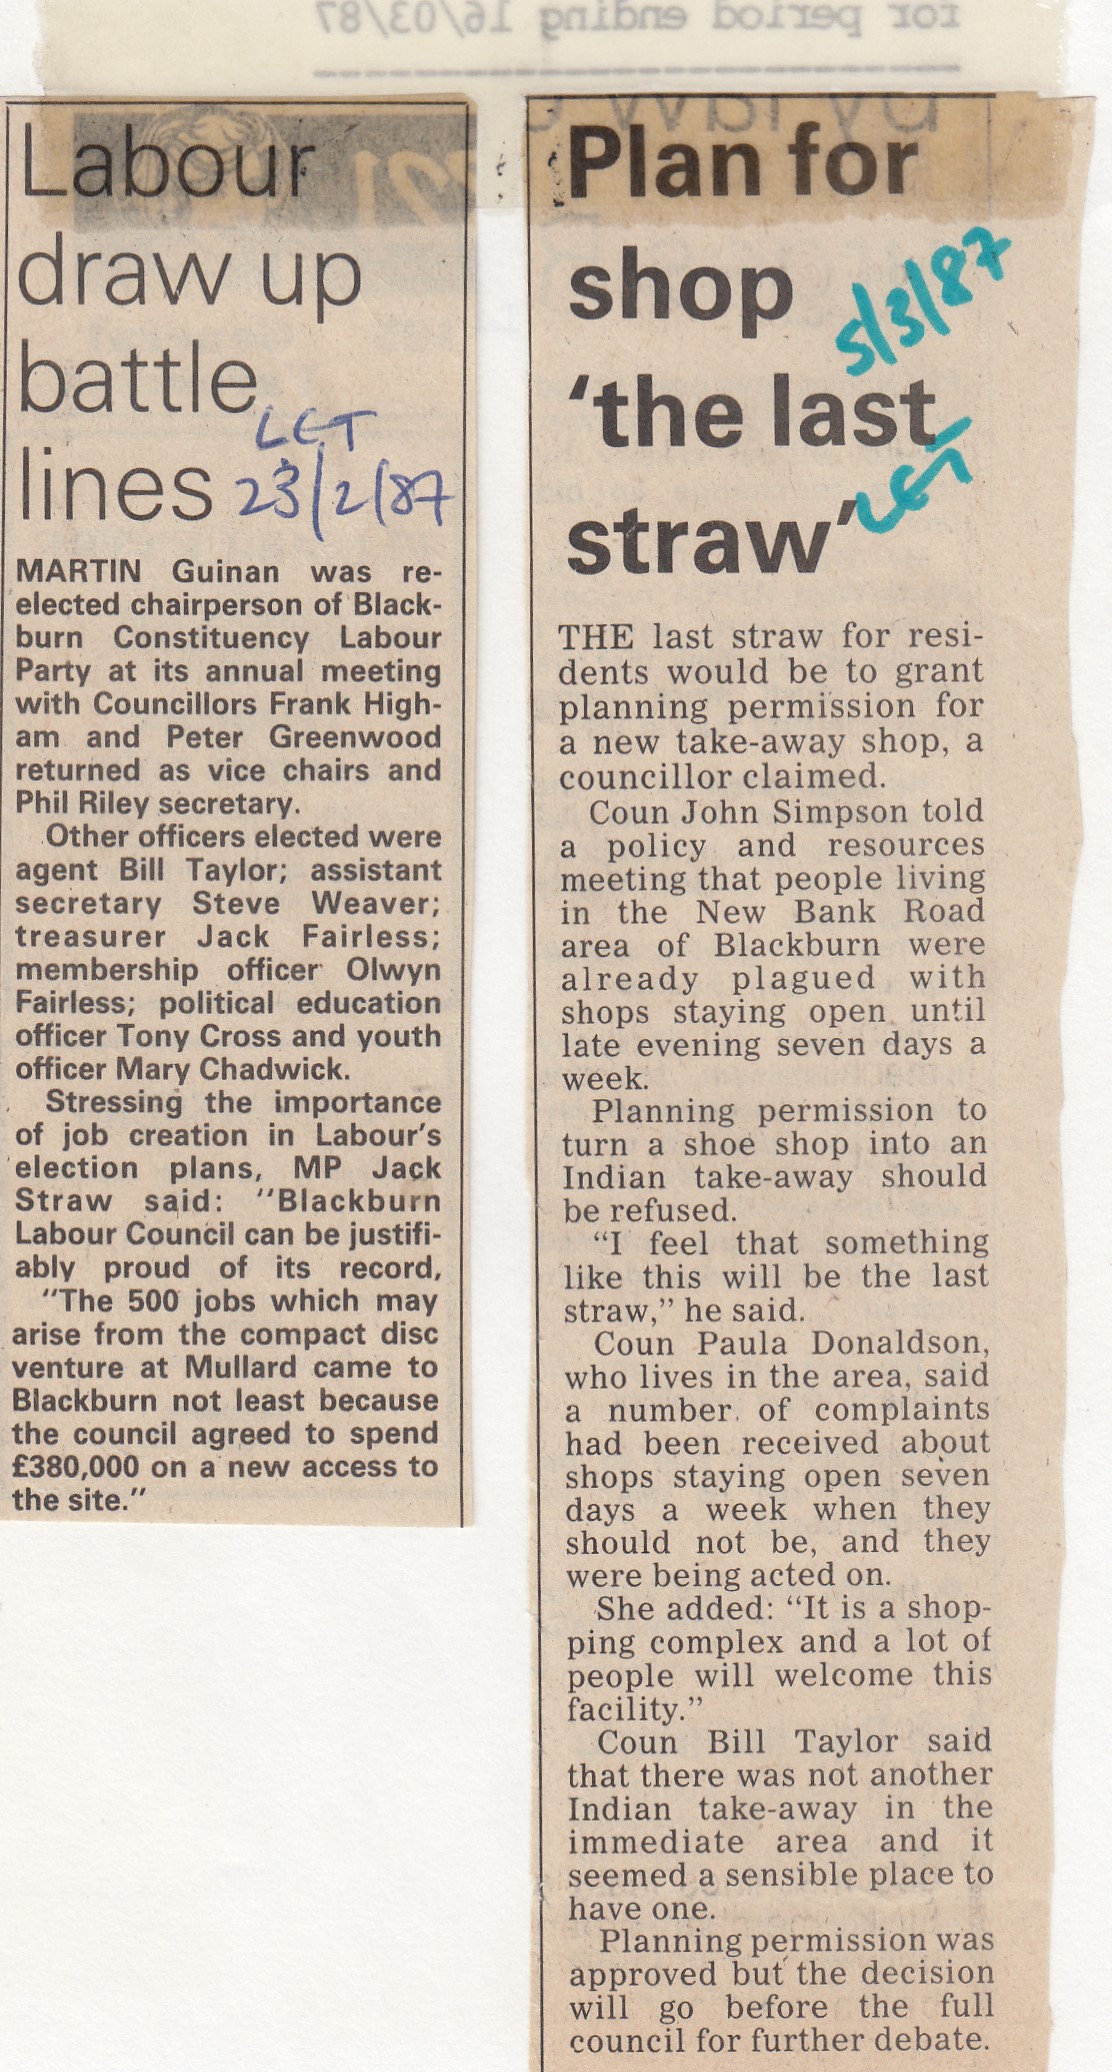 for period ending 16/03/87
Labour
draw up
battle
lines
LET
23/2/87
MARTIN Guinan was re-
elected chairperson of Black-
burn Constituency Labour
Party at its annual meeting
with Councillors Frank High-
am and Peter Greenwood
returned as vice chairs and
Phil Riley secretary.
Other officers elected were
agent Bill Taylor; assistant
secretary Steve Weaver;
treasurer Jack Fairless;
membership officer Olwyn
Fairless; political education
officer Tony Cross and youth
officer Mary Chadwick.
Stressing the importance
of job creation in Labour's
election plans, MP Jack
Straw said: "Blackburn
Labour Council can be justifi-
ably proud of its record,
"The 500 jobs which may
arise from the compact disc
venture at Mullard came to
Blackburn not least because
the council agreed to spend
£380,000 on a new access to
the site."
Plan for
shop
'the last
straw'
5/3/87
LET
THE last straw for resi-
dents would be to grant
planning permission for
a new take-away shop, a
councillor claimed.
Coun John Simpson told
a policy and resources
meeting that people living
in the New Bank Road
area of Blackburn were
already plagued with
shops staying open until
late evening seven days a
week.
Planning permission to
turn a shoe shop into an
Indian take-away should
be refused.
"I feel that something
like this will be the last
straw," he said.
Coun Paula Donaldson,
who lives in the area, said
a number of complaints
had been received about
shops staying open seven
days a week when they
should not be, and they
were being acted on.
She added: "It is a shop-
ping complex and a lot of
people will welcome this
facility."
Coun Bill Taylor said
that there was not another
Indian take-away in the
immediate area and it
seemed a sensible place to
have one.
Planning permission was
approved but the decision
will go before the full
council for further debate.